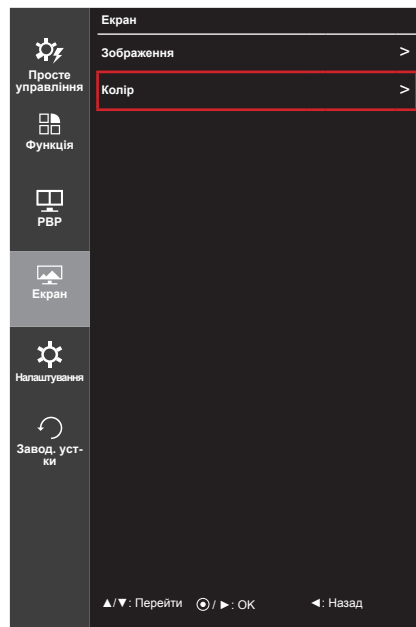 Екран
Зображення >
Колір >
Просте
управління
Функція
PBP
Екран
Налаштування
Завод. уст-
ки
▲/▼: Перейти ⦿ / ►: OK ◄: Назад